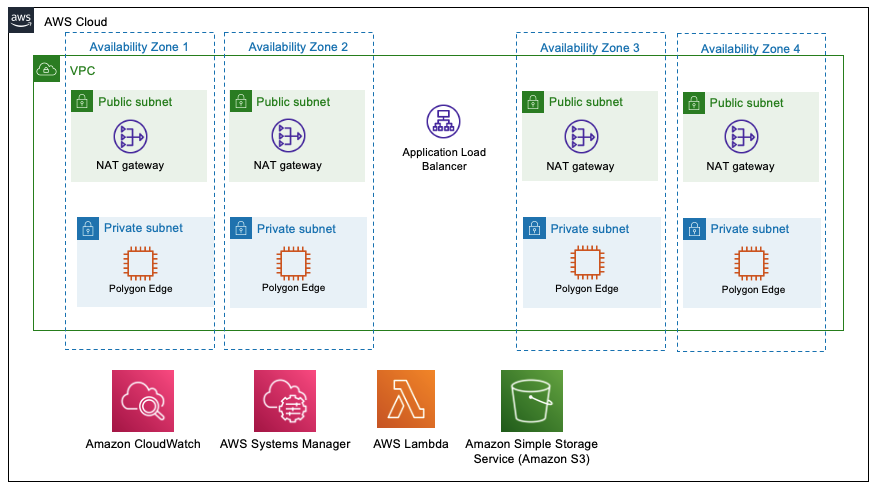 aws
AWS Cloud
Availability Zone 1
Availability Zone 2
Availability Zone 3
Availability Zone 4
VPC
Public subnet
NAT gateway
Public subnet
NAT gateway
Application Load
Balancer
Public subnet
NAT gateway
Public subnet
NAT gateway
Private subnet
Polygon Edge
Private subnet
Polygon Edge
Private subnet
Polygon Edge
Private subnet
Polygon Edge
Amazon CloudWatch
AWS Systems Manager
AWS Lambda
Amazon Simple Storage
Service (Amazon S3)